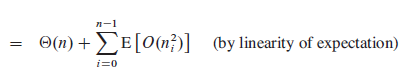 = Θ(n) + ∑_{i=0}^{n−1} E[O(n_i^2)] (by linearity of expectation)